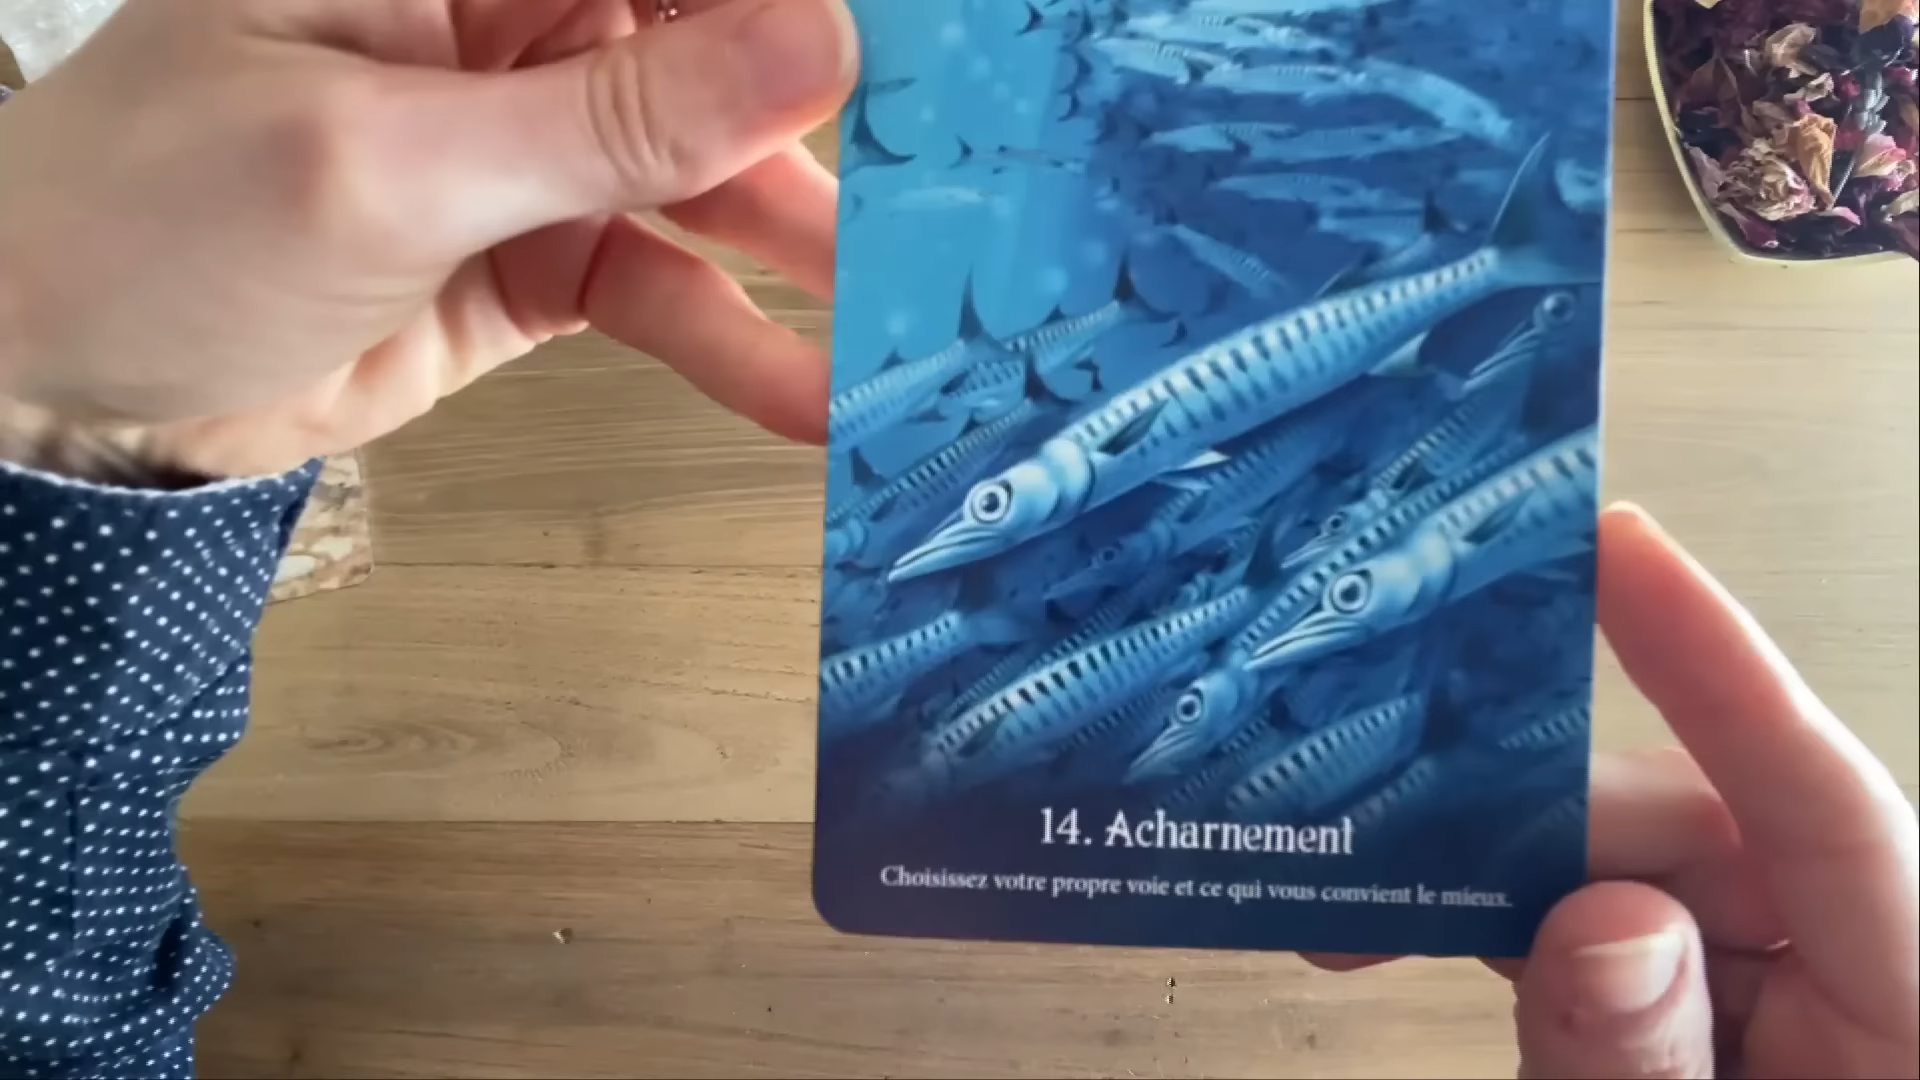 14. Acharnement
Choisissez votre propre voie et ce qui vous convient le mieux.